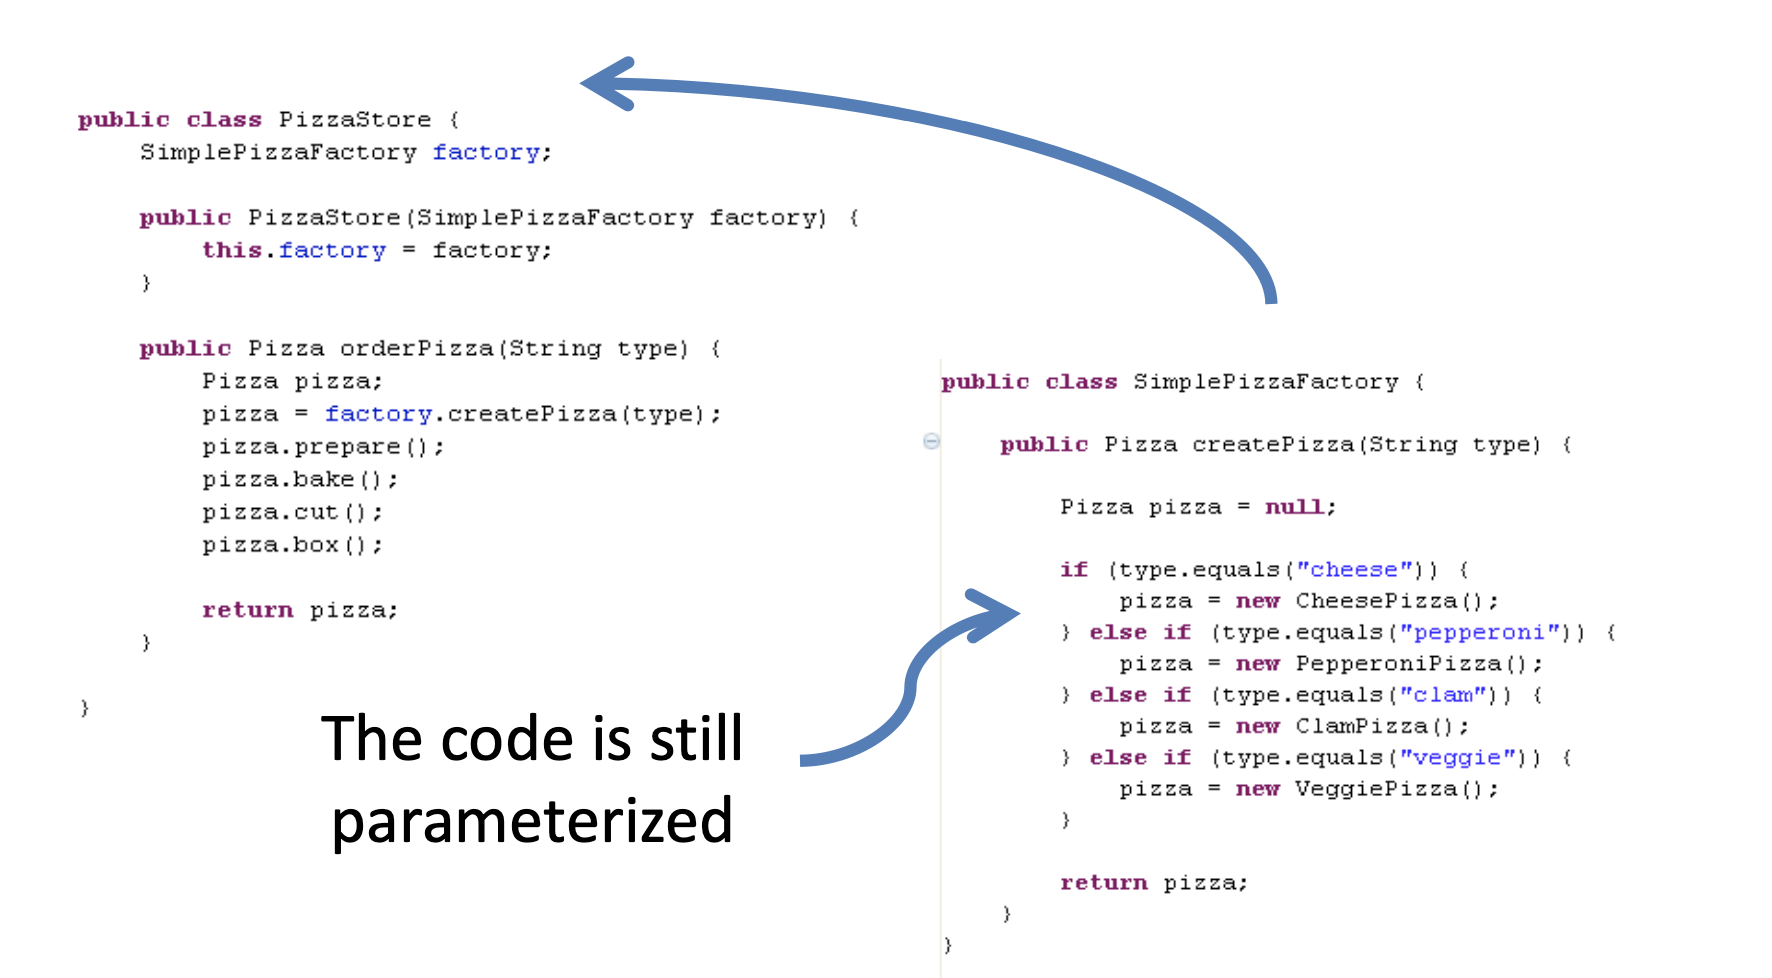 public class PizzaStore {
SimplePizzaFactory factory;
public PizzaStore(SimplePizzaFactory factory) {
this.factory = factory;
}
public Pizza orderPizza(String type) {
Pizza pizza;
pizza = factory.createPizza(type);
pizza.prepare();
pizza.bake();
pizza.cut();
pizza.box();
return pizza;
}
}
The code is still
parameterized
public class SimplePizzaFactory {
public Pizza createPizza(String type) {
Pizza pizza = null;
if (type.equals("cheese")) {
pizza = new CheesePizza();
} else if (type.equals("pepperoni")) {
pizza = new PepperoniPizza();
} else if (type.equals("clam")) {
pizza = new ClamPizza();
} else if (type.equals("veggie")) {
pizza = new VeggiePizza();
}
return pizza;
}
}